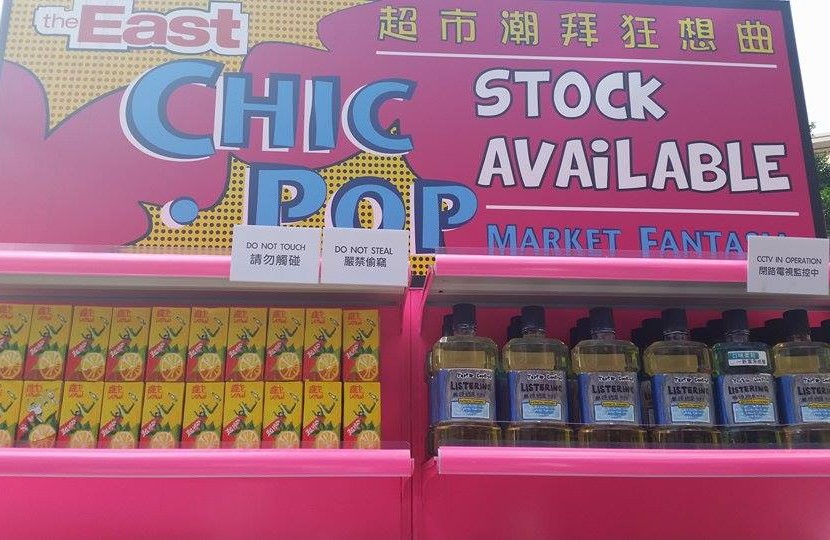 the East
超市潮拜狂想曲
CHIC
POP
STOCK
AVAiLABLE
MARKET FANTASY
DO NOT TOUCH
請勿觸碰
DO NOT STEAL
嚴禁偷竊
CCTV IN OPERATION
閉路電視監控中
LISTERINE
LISTERINE
LISTERINE
LISTERINE
LISTERINE
LISTERINE